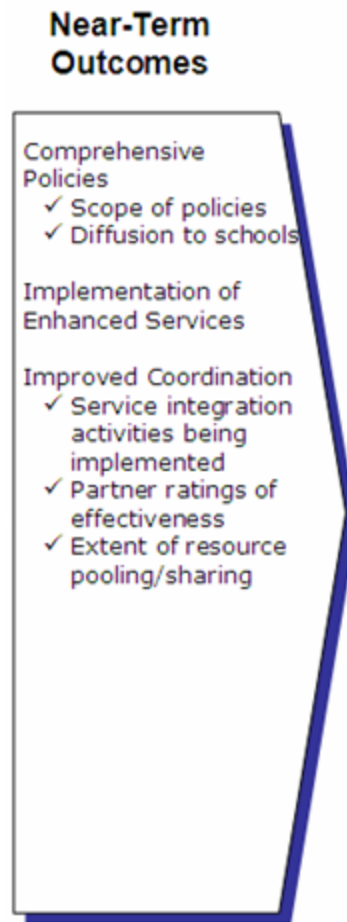 Near-Term
Outcomes
Comprehensive
Policies
✓ Scope of policies
✓ Diffusion to schools
Implementation of
Enhanced Services
Improved Coordination
✓ Service integration
activities being
implemented
✓ Partner ratings of
effectiveness
✓ Extent of resource
pooling/sharing